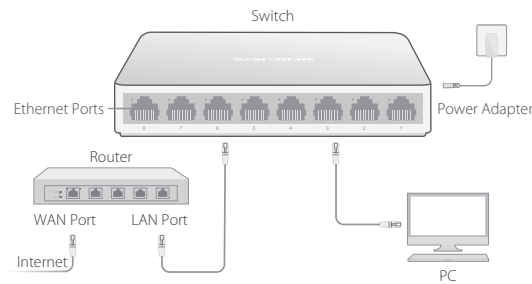 Switch
Ethernet Ports
8 7 6 5 4 3 2 1
Power Adapter
Router
WAN Port LAN Port
Internet
PC